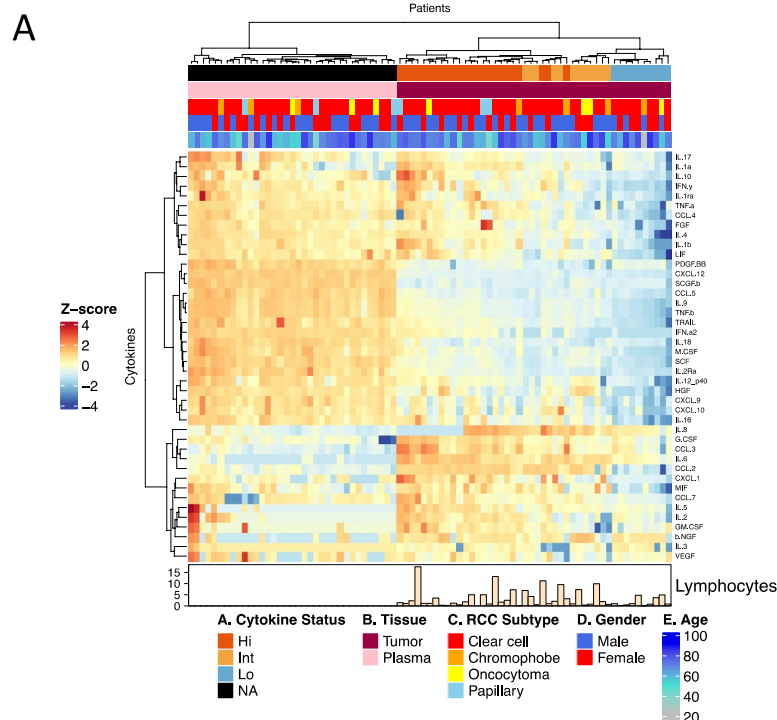 A
Patients
IL.17
IL.1a
IL.10
IFN.y
IL.1ra
TNF.a
CCL.4
FGF
IL.4
IL.1b
LIF
PDGF.BB
CXCL.12
SCGF.b
CCL.5
IL.9
TNF.b
TRAIL
IFN.a2
IL.18
M.CSF
SCF
IL.2Ra
IL.12_p40
HGF
CXCL.9
CXCL.10
IL.16
IL.8
G.CSF
CCL.3
IL.6
CCL.2
CXCL.1
MIF
CCL.7
IL.5
IL.2
GM.CSF
b.NGF
IL.3
VEGF
Cytokines
Z−score
4
2
0
−2
−4
15
10
5
0
Lymphocytes
A. Cytokine Status
Hi
Int
Lo
NA
B. Tissue
Tumor
Plasma
C. RCC Subtype
Clear cell
Chromophobe
Oncocytoma
Papillary
D. Gender
Male
Female
E. Age
100
80
60
40
20